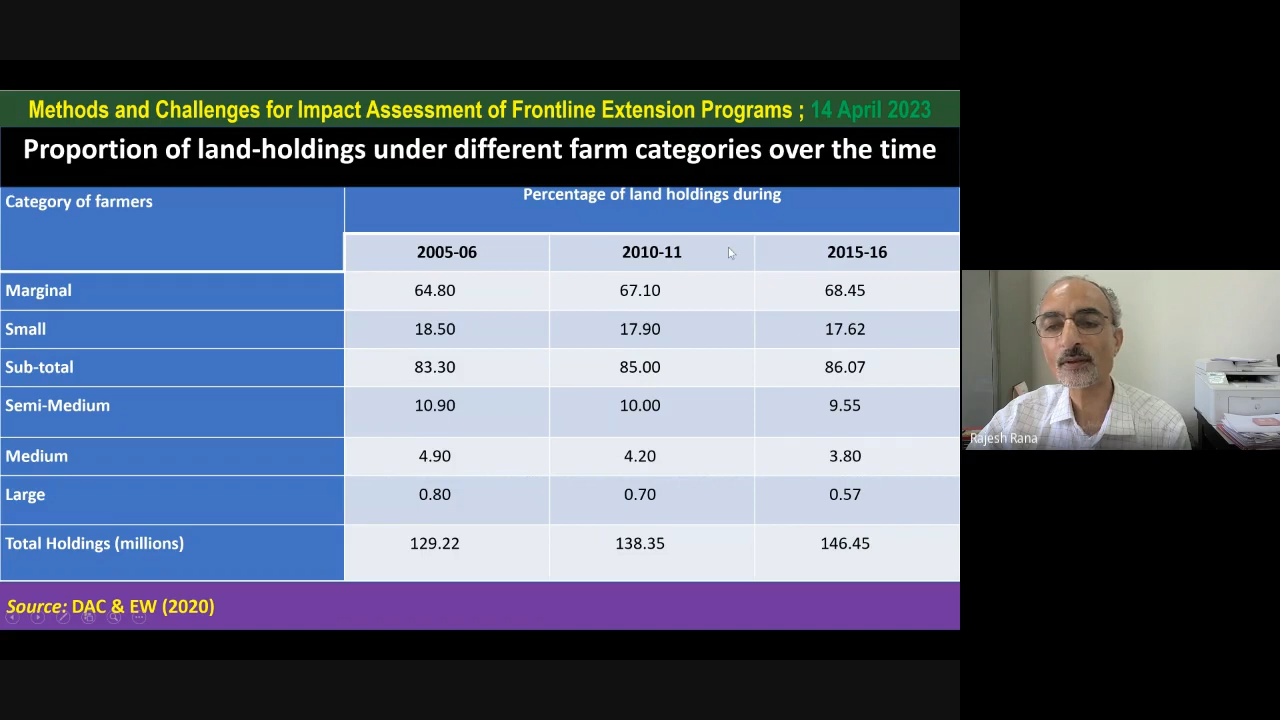 Methods and Challenges for Impact Assessment of Frontline Extension Programs ; 14 April 2023
Proportion of land-holdings under different farm categories over the time
Category of farmers
Percentage of land holdings during
2005-06 2010-11 2015-16
Marginal 64.80 67.10 68.45
Small 18.50 17.90 17.62
Sub-total 83.30 85.00 86.07
Semi-Medium 10.90 10.00 9.55
Medium 4.90 4.20 3.80
Large 0.80 0.70 0.57
Total Holdings (millions) 129.22 138.35 146.45
Source: DAC & EW (2020)
Rajesh Rana